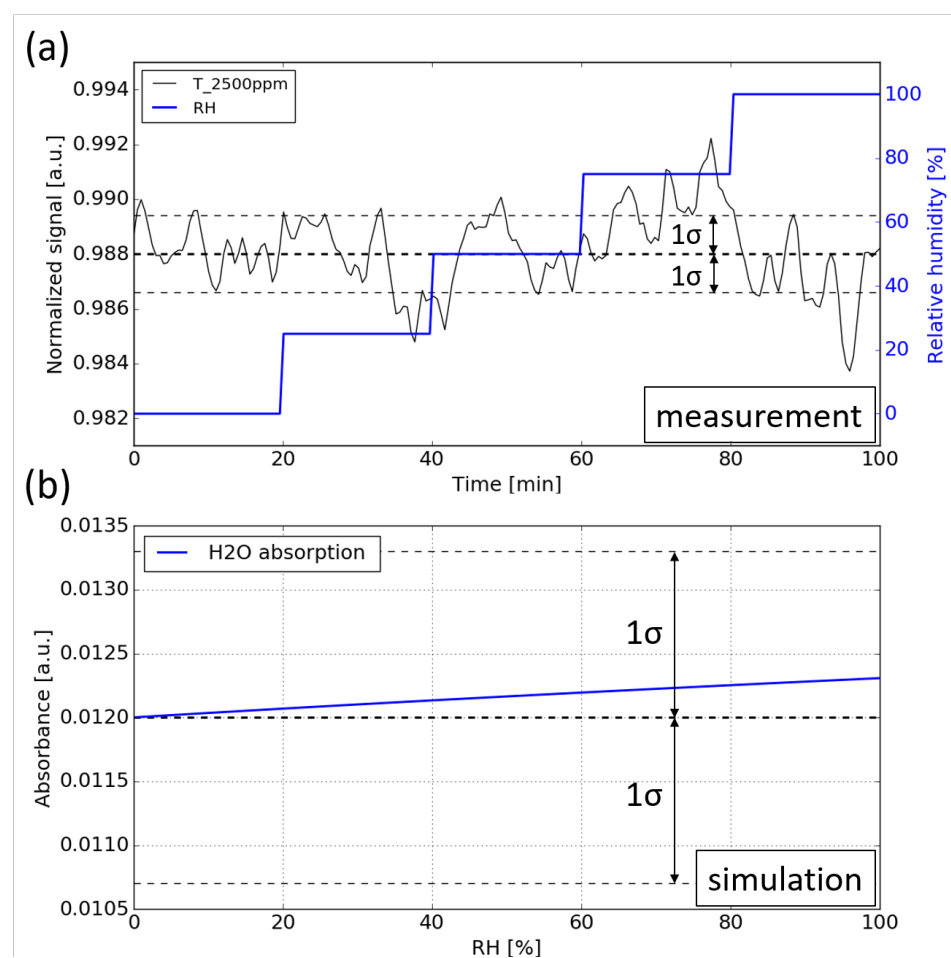 (a)
T_2500ppm
RH
Normalized signal [a.u.]
0.994
0.992
0.990
0.988
0.986
0.984
0.982
100
80
60
40
20
0
Relative humidity [%]
1σ
1σ
measurement
0 20 40 60 80 100
Time [min]
(b)
H2O absorption
Absorbance [a.u.]
0.0135
0.0130
0.0125
0.0120
0.0115
0.0110
0.0105
1σ
1σ
simulation
0 20 40 60 80 100
RH [%]